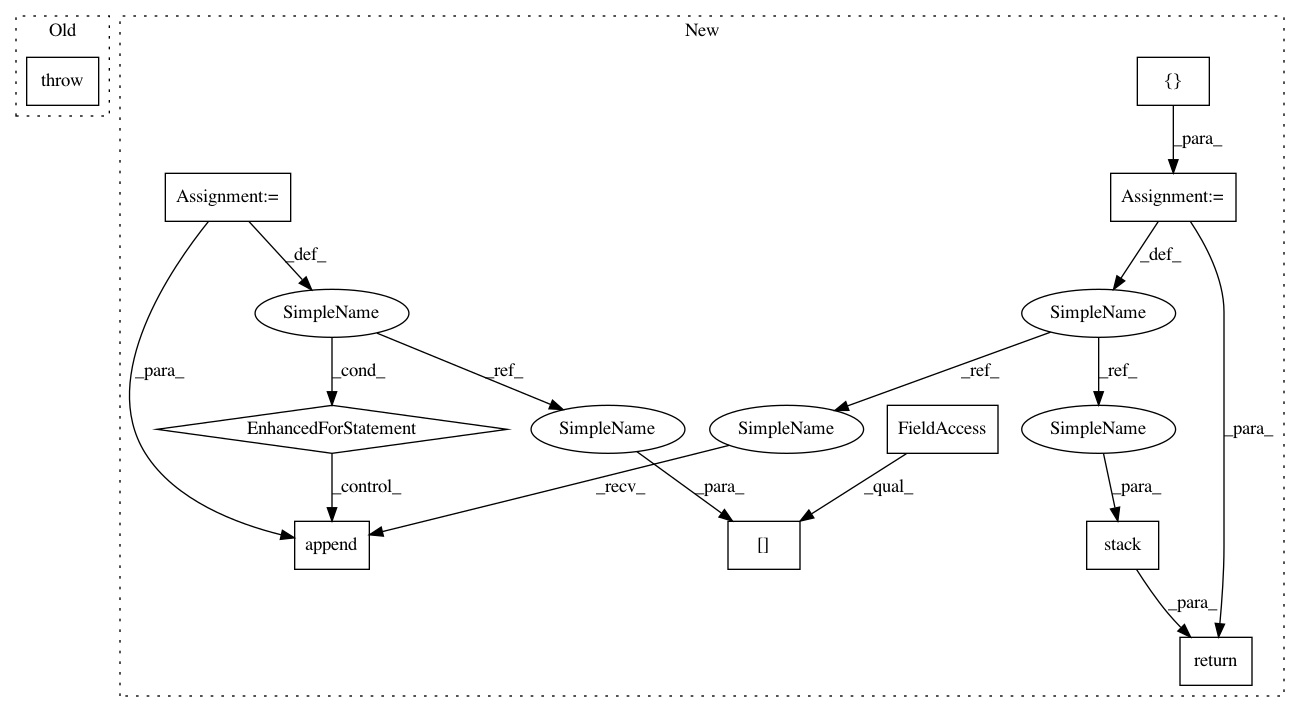 Old
New
throw
{}
_para_
Assignment:=
Assignment:=
_def_
_def_
SimpleName
SimpleName
_para_
_cond_
_ref_
_ref_
_ref_
EnhancedForStatement
SimpleName
SimpleName
FieldAccess
SimpleName
_para_
_control_
_recv_
_para_
_qual_
_para_
append
[]
stack
_para_
return